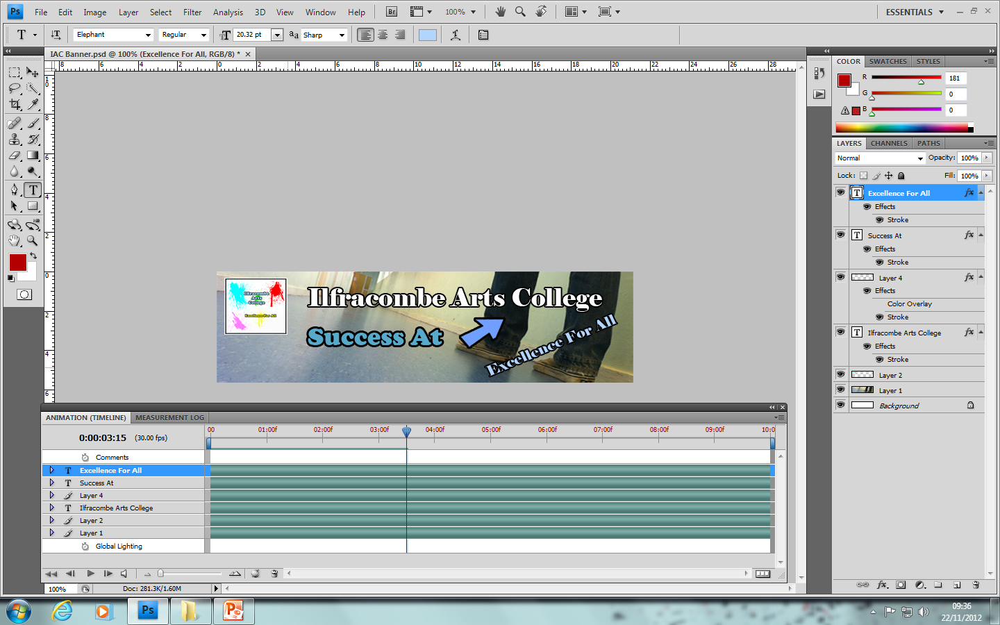 Ps File Edit Image Layer Select Filter Analysis 3D View Window Help Br 100% ESSENTIALS
T Elephant Regular T 20.32 pt aa Sharp
IAC Banner.psd @ 100% (Excellence For All, RGB/8) *
8 6 4 2 0 2 4 6 8 10 12 14 16 18 20 22 24 26 28
COLOR SWATCHES STYLES
R 181
G 0
B 0
LAYERS CHANNELS PATHS
Normal Opacity: 100%
Lock: Fill: 100%
T Excellence For All fx
Effects
Stroke
T Success At fx
Effects
Stroke
Layer 4 fx
Effects
Color Overlay
Stroke
T Ilfracombe Arts College fx
Effects
Stroke
Layer 2
Layer 1
Background
Ilfracombe
Arts
College
Excellence For All
Ilfracombe Arts College
Success At
Excellence For All
ANIMATION (TIMELINE) MEASUREMENT LOG
0:00:03:15 (30.00 fps) 00 01:00f 02:00f 03:00f 04:00f 05:00f 06:00f 07:00f 08:00f 09:00f 10:0
Comments
T Excellence For All
T Success At
Layer 4
T Ilfracombe Arts College
Layer 2
Layer 1
Global Lighting
100% Doc: 281.3K/1.60M
Ps
09:36
22/11/2012